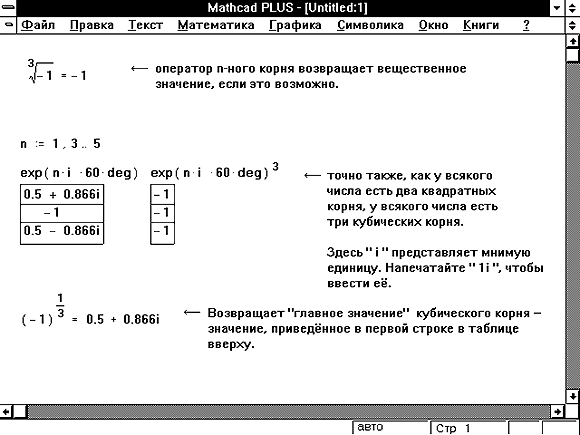 Mathcad PLUS - [Untitled:1]
Файл Правка Текст Математика Графика Символика Окно Книги ?
∛-1 = -1 ← оператор n-ного корня возвращает вещественное
значение, если это возможно.
n := 1 , 3 .. 5
exp( n· i ·60·deg ) exp( n· i ·60·deg )³ ← точно также, как у всякого
0.5 + 0.866i -1 числа есть два квадратных
-1 -1 корня, у всякого числа есть
0.5 - 0.866i -1 три кубических корня.
Здесь " i " представляет мнимую
единицу. Напечатайте " 1i ", чтобы
ввести её.
(-1)^(1/3) = 0.5 + 0.866i ← Возвращает "главное значение" кубического корня –
значение, приведённое в первой строке в таблице
вверху.
авто Стр 1